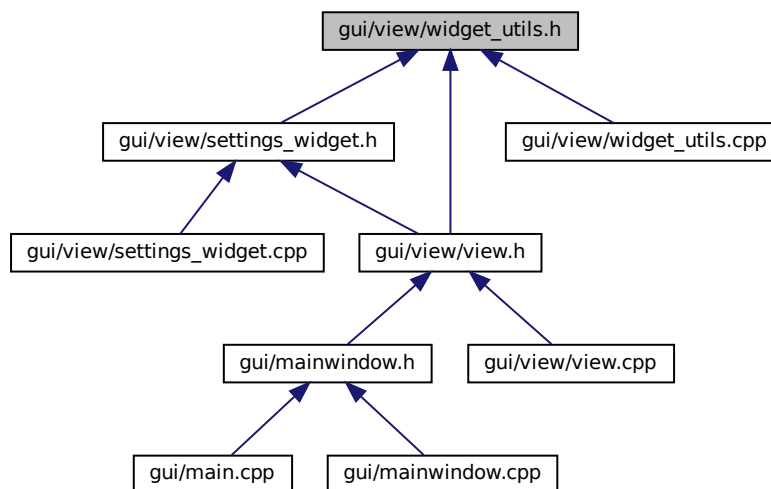 gui/view/widget_utils.h
gui/view/settings_widget.h
gui/view/widget_utils.cpp
gui/view/settings_widget.cpp
gui/view/view.h
gui/mainwindow.h
gui/view/view.cpp
gui/main.cpp
gui/mainwindow.cpp